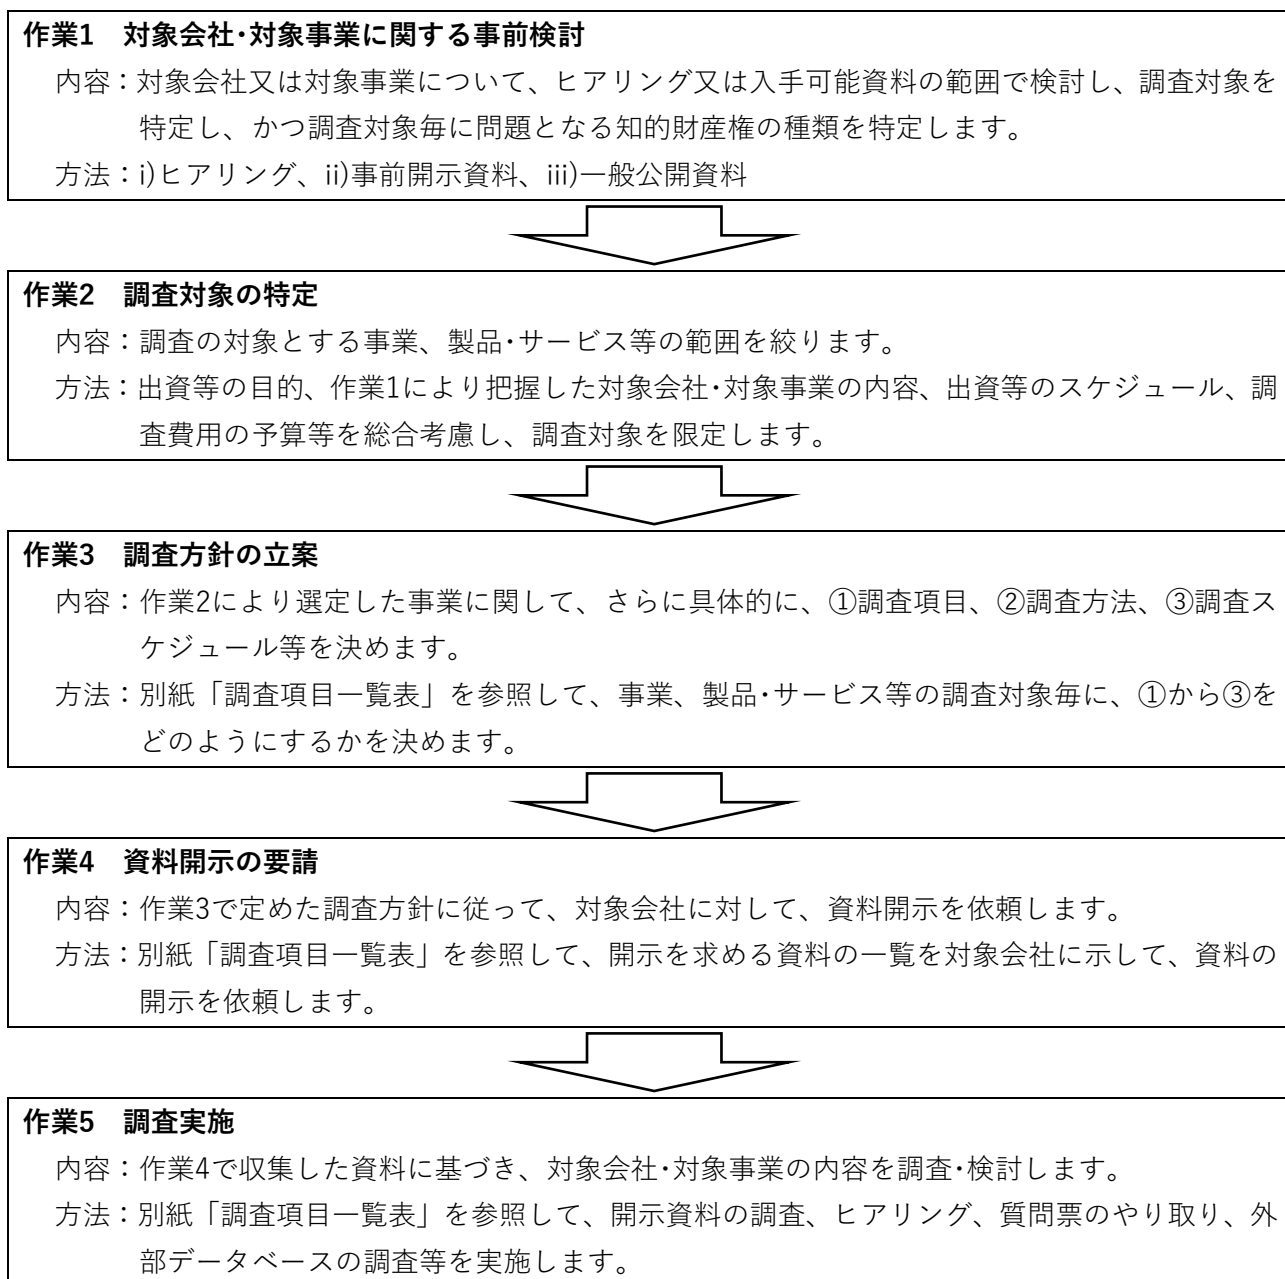 作業1　対象会社・対象事業に関する事前検討
内容：対象会社又は対象事業について、ヒアリング又は入手可能資料の範囲で検討し、調査対象を
特定し、かつ調査対象毎に問題となる知的財産権の種類を特定します。
方法：i)ヒアリング、ii)事前開示資料、iii)一般公開資料
作業2　調査対象の特定
内容：調査の対象とする事業、製品・サービス等の範囲を絞ります。
方法：出資等の目的、作業1により把握した対象会社・対象事業の内容、出資等のスケジュール、調
査費用の予算等を総合考慮し、調査対象を限定します。
作業3　調査方針の立案
内容：作業2により選定した事業に関して、さらに具体的に、①調査項目、②調査方法、③調査ス
ケジュール等を決めます。
方法：別紙「調査項目一覧表」を参照して、事業、製品・サービス等の調査対象毎に、①から③を
どのようにするかを決めます。
作業4　資料開示の要請
内容：作業3で定めた調査方針に従って、対象会社に対して、資料開示を依頼します。
方法：別紙「調査項目一覧表」を参照して、開示を求める資料の一覧を対象会社に示して、資料の
開示を依頼します。
作業5　調査実施
内容：作業4で収集した資料に基づき、対象会社・対象事業の内容を調査・検討します。
方法：別紙「調査項目一覧表」を参照して、開示資料の調査、ヒアリング、質問票のやり取り、外
部データベースの調査等を実施します。